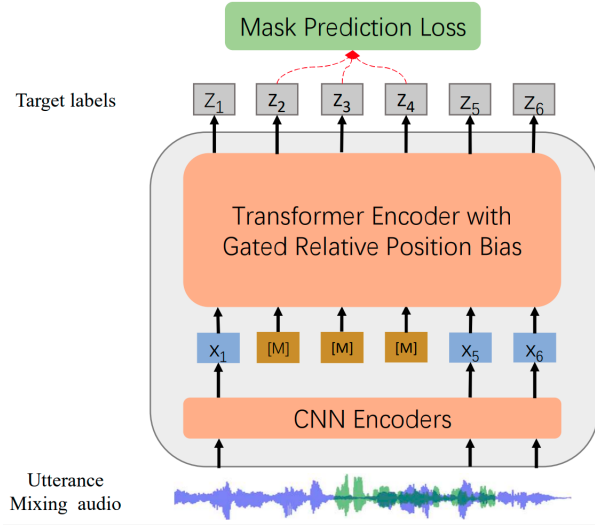 Mask Prediction Loss
Target labels
Z1 Z2 Z3 Z4 Z5 Z6
Transformer Encoder with
Gated Relative Position Bias
X1 [M] [M] [M] X5 X6
CNN Encoders
Utterance
Mixing audio